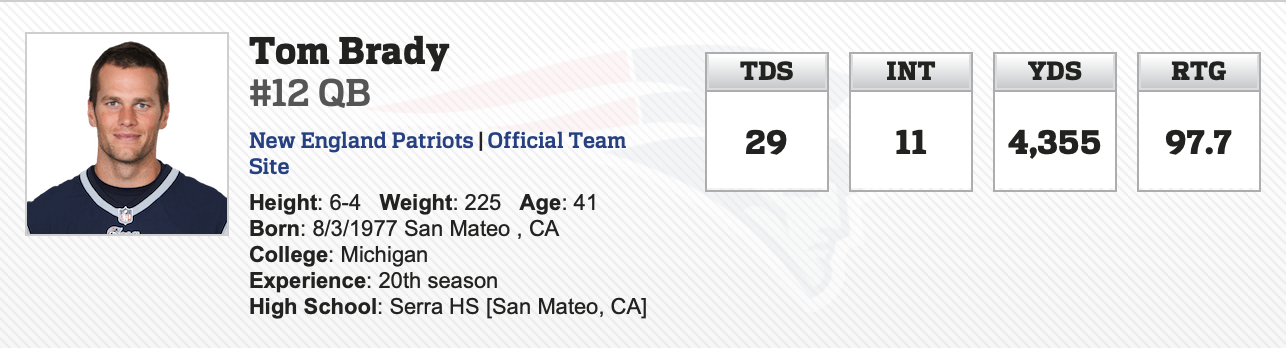 Tom Brady
#12 QB
New England Patriots | Official Team
Site
Height: 6-4 Weight: 225 Age: 41
Born: 8/3/1977 San Mateo , CA
College: Michigan
Experience: 20th season
High School: Serra HS [San Mateo, CA]
TDS INT YDS RTG
29 11 4,355 97.7